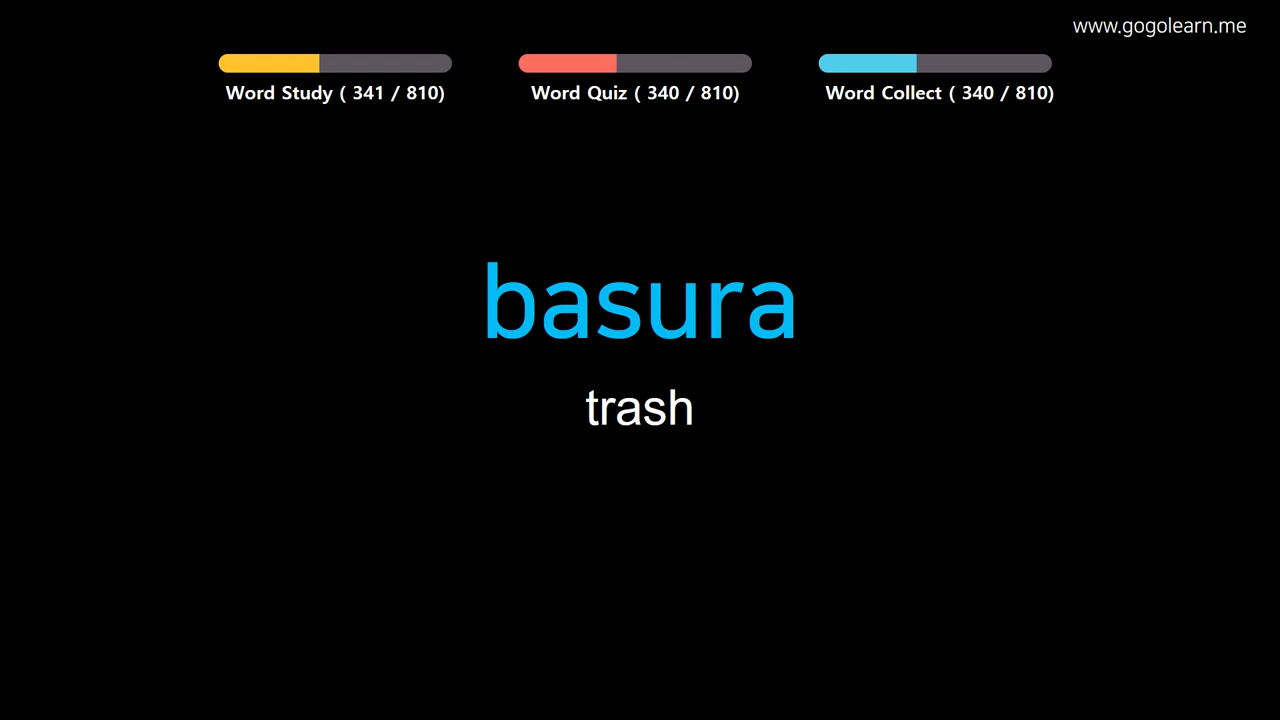 www.gogolearn.me
Word Study ( 341 / 810)
Word Quiz ( 340 / 810)
Word Collect ( 340 / 810)
basura
trash